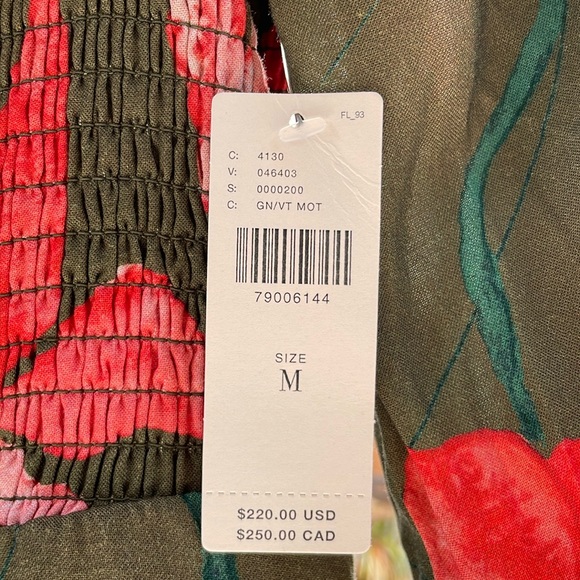 FL_93
C: 4130
V: 046403
S: 0000200
C: GN/VT MOT
79006144
SIZE
M
$220.00 USD
$250.00 CAD